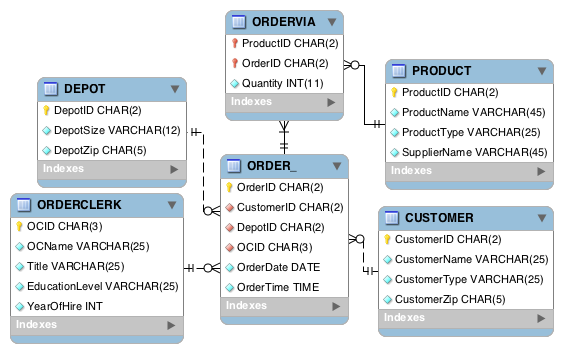 ORDERVIA
ProductID CHAR(2)
OrderID CHAR(2)
Quantity INT(11)
Indexes
PRODUCT
ProductID CHAR(2)
ProductName VARCHAR(45)
ProductType VARCHAR(25)
SupplierName VARCHAR(45)
Indexes
DEPOT
DepotID CHAR(2)
DepotSize VARCHAR(12)
DepotZip CHAR(5)
Indexes
ORDER_
OrderID CHAR(2)
CustomerID CHAR(2)
DepotID CHAR(2)
OCID CHAR(3)
OrderDate DATE
OrderTime TIME
Indexes
ORDERCLERK
OCID CHAR(3)
OCName VARCHAR(25)
Title VARCHAR(25)
EducationLevel VARCHAR(25)
YearOfHire INT
Indexes
CUSTOMER
CustomerID CHAR(2)
CustomerName VARCHAR(25)
CustomerType VARCHAR(25)
CustomerZip CHAR(5)
Indexes